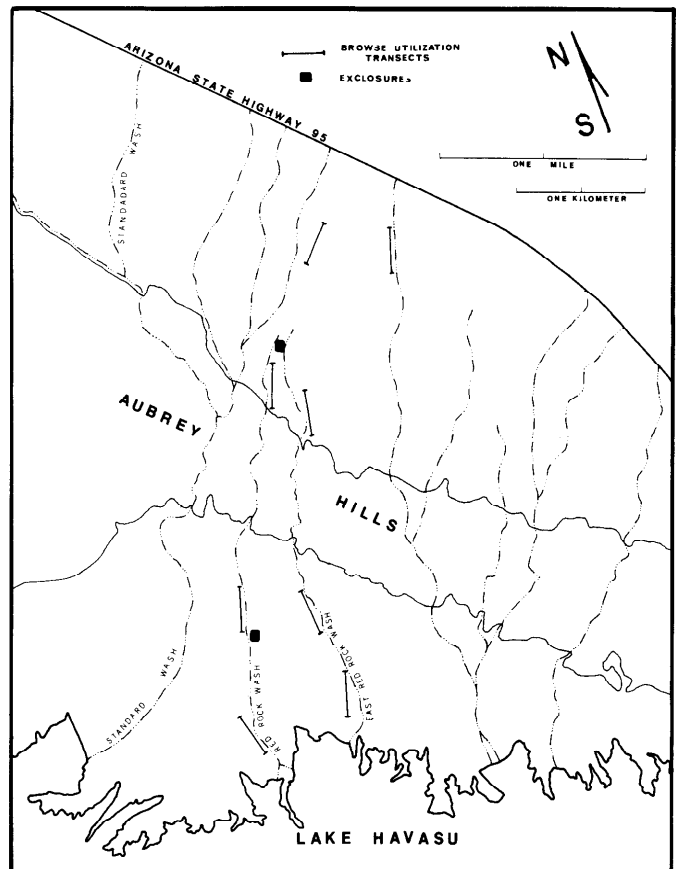 BROWSE UTILIZATION
TRANSECTS
EXCLOSURES
N
S
ARIZONA STATE HIGHWAY 95
ONE MILE
ONE KILOMETER
STANDADARD WASH
AUBREY
HILLS
STANDARD WASH
RED ROCK WASH
EAST RED ROCK WASH
LAKE HAVASU